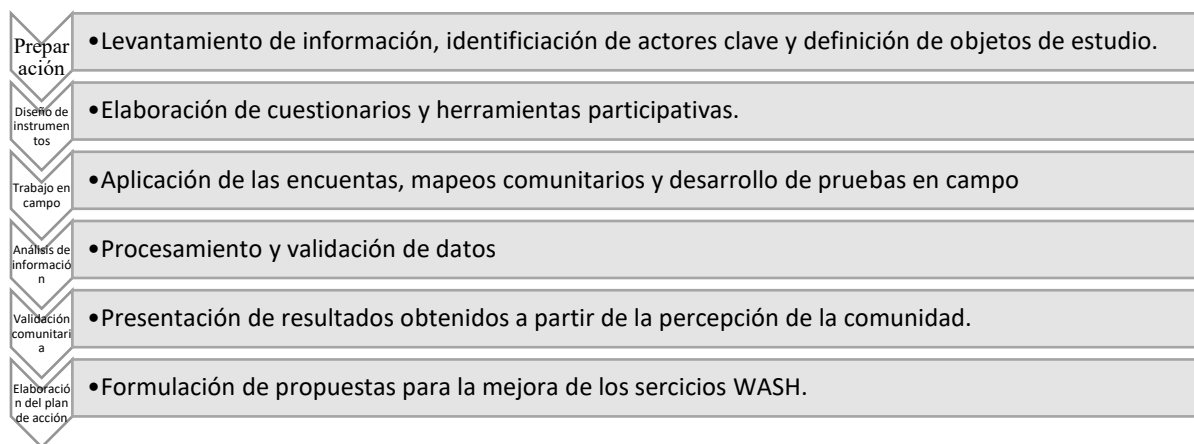 Prepar
ación
•Levantamiento de información, identificiación de actores clave y definición de objetos de estudio.
Diseño de
instrumen
tos
•Elaboración de cuestionarios y herramientas participativas.
Trabajo en
campo
•Aplicación de las encuentas, mapeos comunitarios y desarrollo de pruebas en campo
Análisis de
informació
n
•Procesamiento y validación de datos
Validación
comunitari
a
•Presentación de resultados obtenidos a partir de la percepción de la comunidad.
Elaboració
n del plan
de acción
•Formulación de propuestas para la mejora de los sercicios WASH.